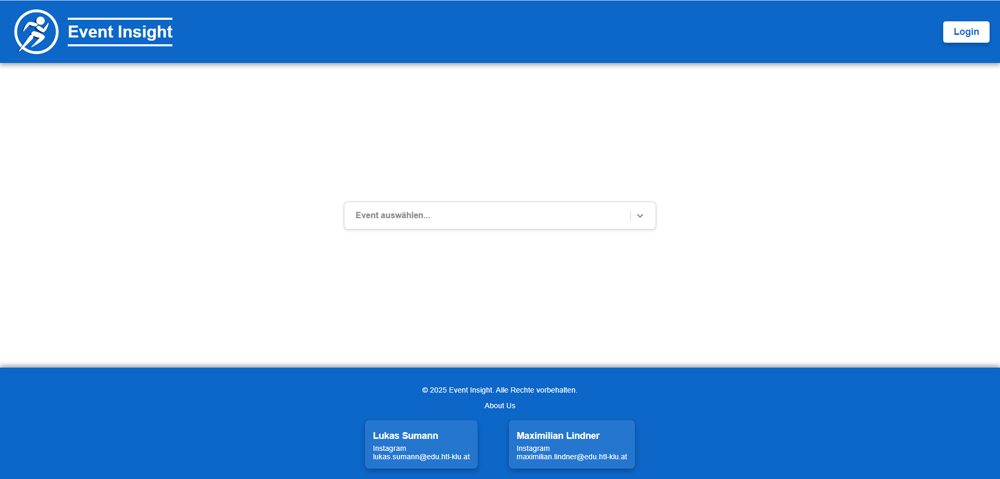 Event Insight
Login
Event auswählen...
© 2025 Event Insight. Alle Rechte vorbehalten.
About Us
Lukas Sumann
Instagram
lukas.sumann@edu.htl-klu.at
Maximilian Lindner
Instagram
maximilian.lindner@edu.htl-klu.at